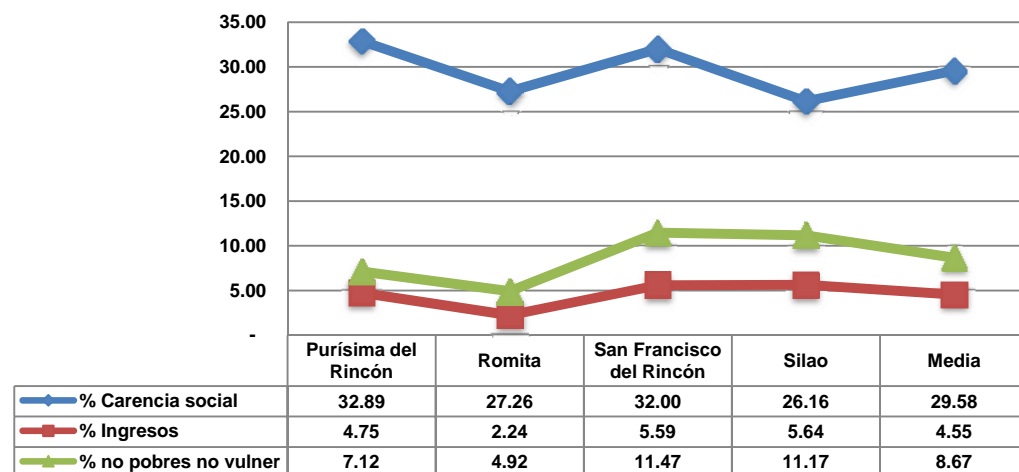 35.00
30.00
25.00
20.00
15.00
10.00
5.00
-
Purísima del
Rincón
Romita
San Francisco
del Rincón
Silao
Media
% Carencia social 32.89 27.26 32.00 26.16 29.58
% Ingresos 4.75 2.24 5.59 5.64 4.55
% no pobres no vulner 7.12 4.92 11.47 11.17 8.67